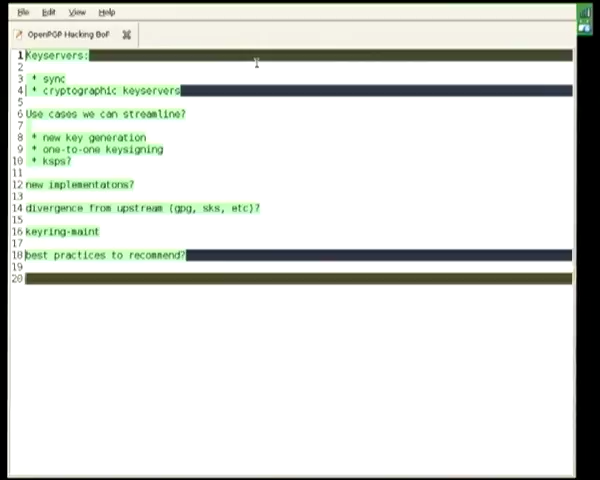 File Edit View Help
OpenPGP Hacking BoF
1 Keyservers:
2
3 * sync
4 * cryptographic keyservers
5
6 Use cases we can streamline?
7
8 * new key generation
9 * one-to-one keysigning
10 * ksps?
11
12 new implementatons?
13
14 divergence from upstream (gpg, sks, etc)?
15
16 keyring-maint
17
18 best practices to recommend?
19
20